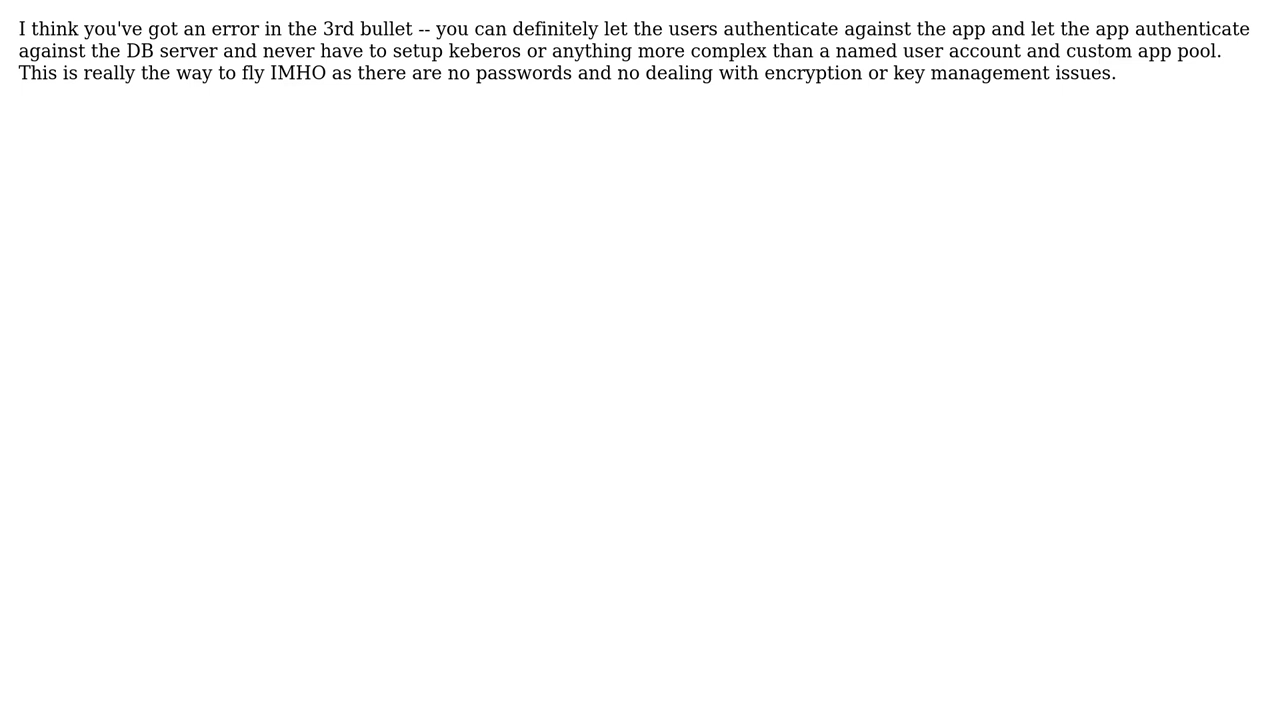 I think you've got an error in the 3rd bullet -- you can definitely let the users authenticate against the app and let the app authenticate
against the DB server and never have to setup keberos or anything more complex than a named user account and custom app pool.
This is really the way to fly IMHO as there are no passwords and no dealing with encryption or key management issues.